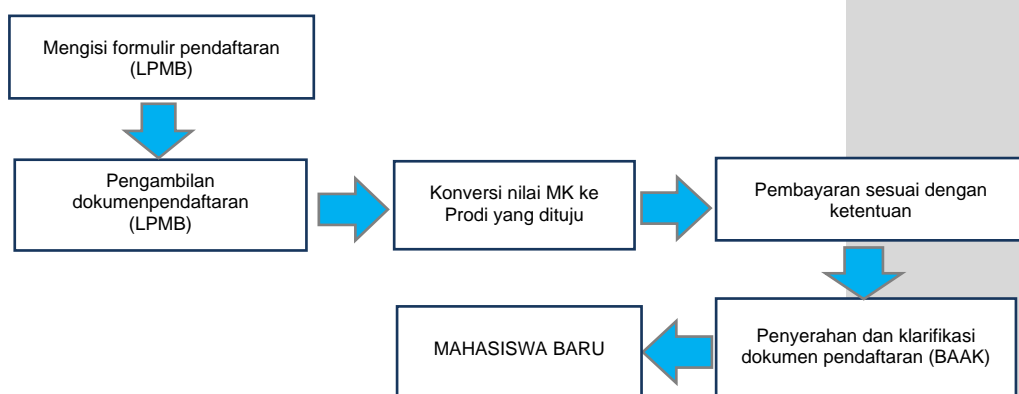 Mengisi formulir pendaftaran
(LPMB)
Pengambilan
dokumenpendaftaran
(LPMB)
Konversi nilai MK ke
Prodi yang dituju
Pembayaran sesuai dengan
ketentuan
Penyerahan dan klarifikasi
dokumen pendaftaran (BAAK)
MAHASISWA BARU